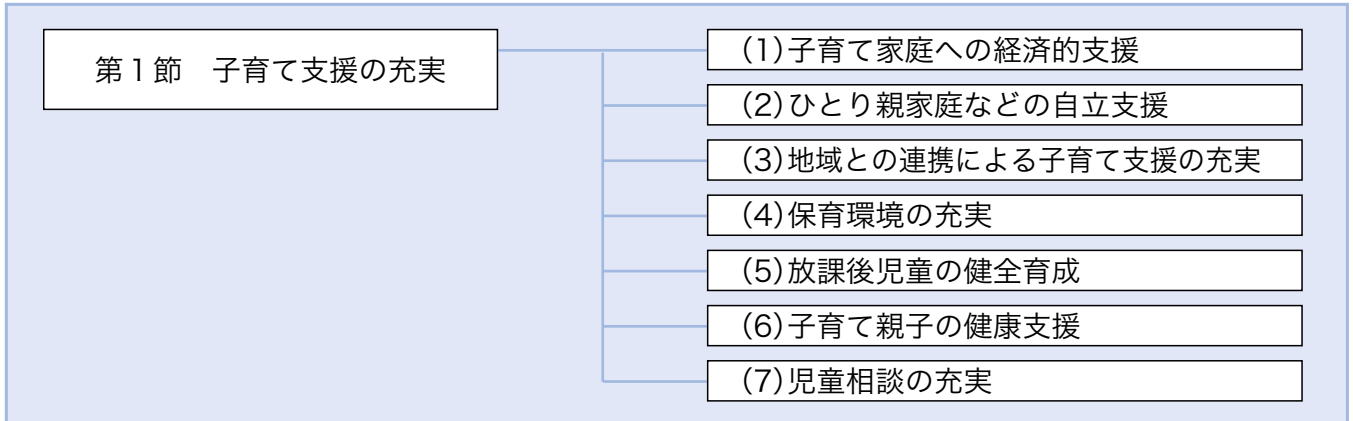 第1節　子育て支援の充実
(1)子育て家庭への経済的支援
(2)ひとり親家庭などの自立支援
(3)地域との連携による子育て支援の充実
(4)保育環境の充実
(5)放課後児童の健全育成
(6)子育て親子の健康支援
(7)児童相談の充実